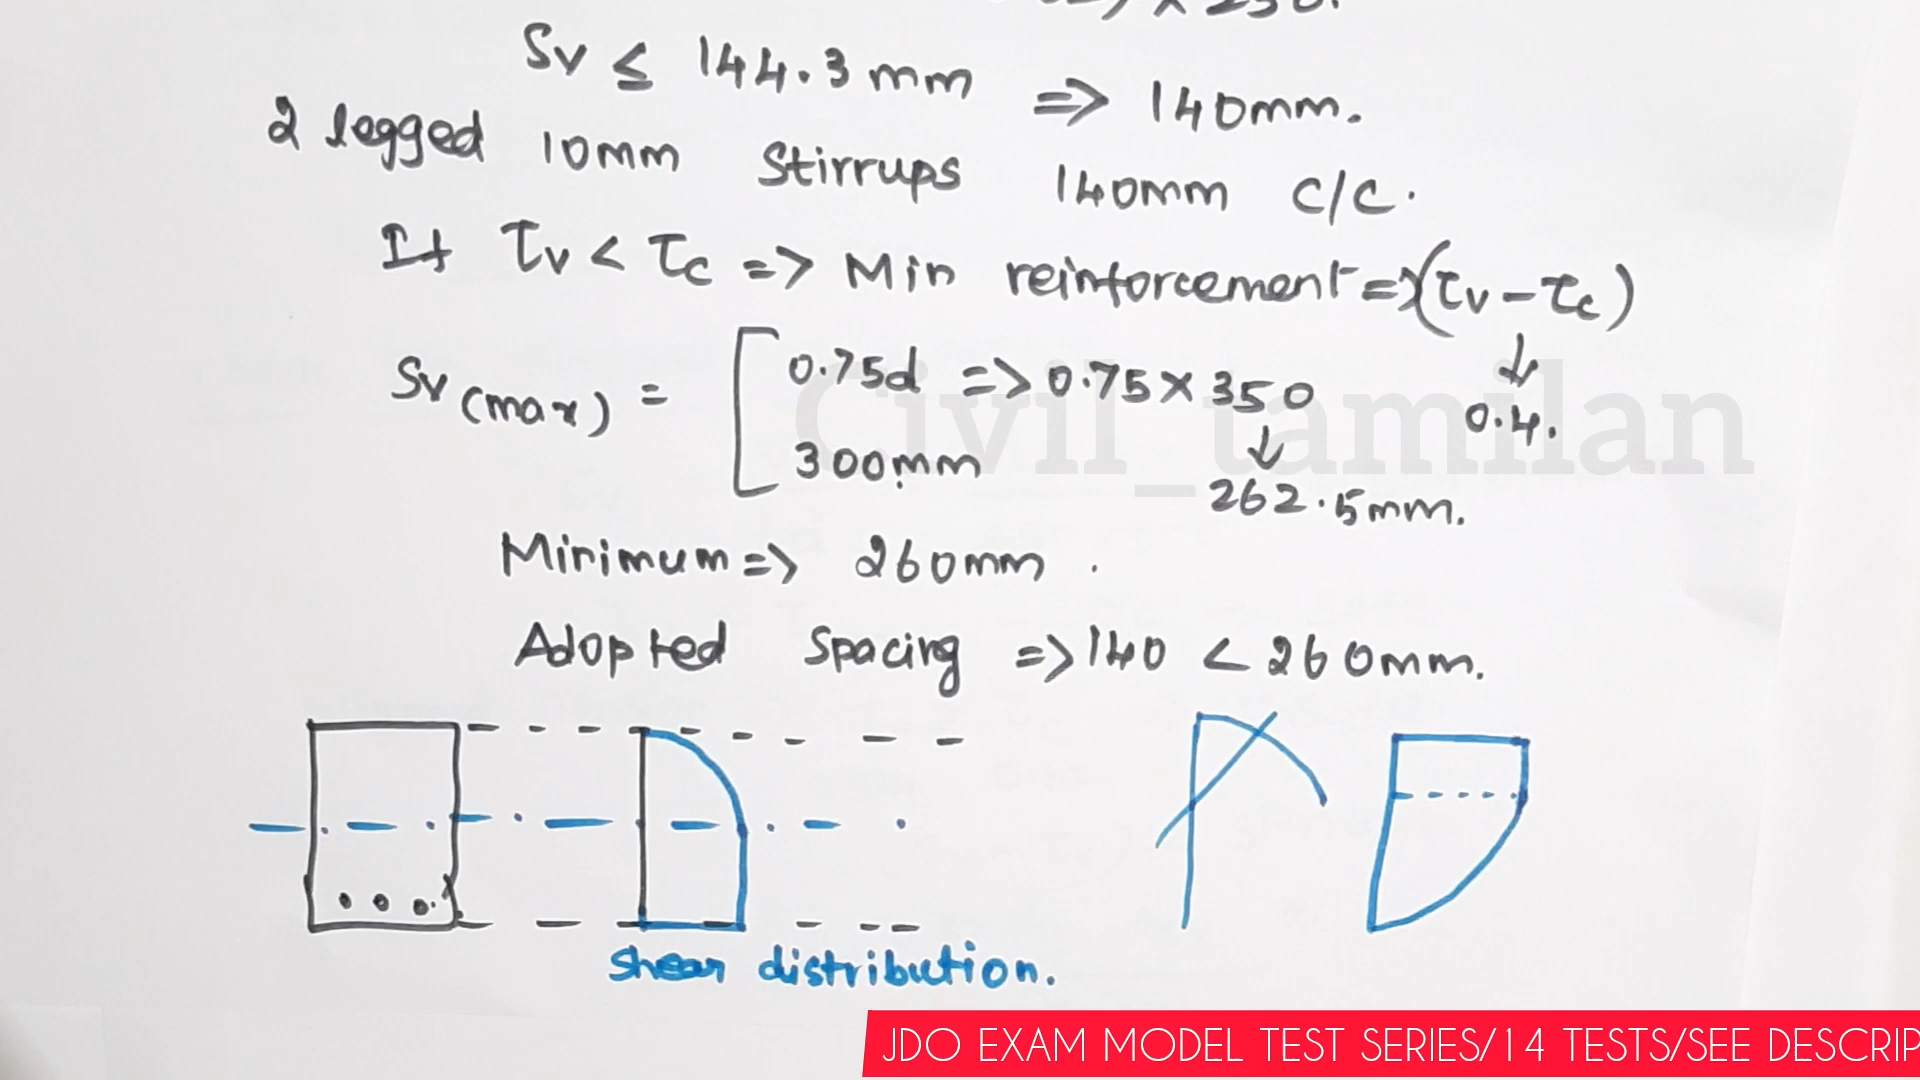 × 230.
Sv ≤ 144.3 mm => 140mm.
2 legged 10mm Stirrups 140mm c/c.
If τv < τc => Min reinforcement => (τv - τc)
↓
0.4.
Sv (max) = [ 0.75d => 0.75 × 350
300mm
↓
262.5mm.
Minimum => 260mm.
Adopted Spacing => 140 < 260mm.
Shear distribution.
Civil_tamilan
JDO EXAM MODEL TEST SERIES/14 TESTS/SEE DESCRIP